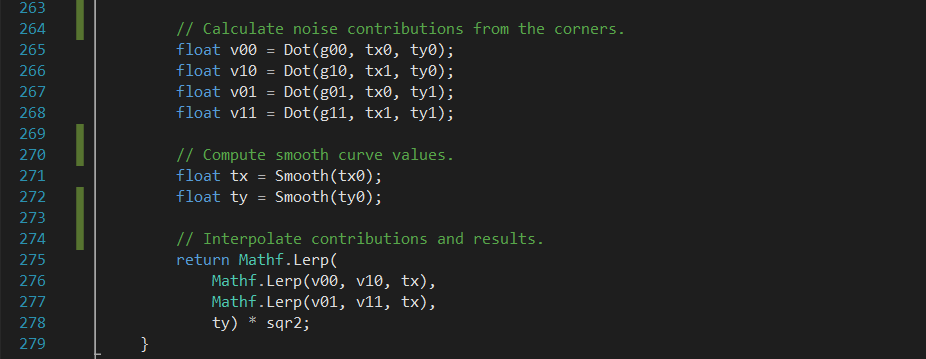 263
264 // Calculate noise contributions from the corners.
265 float v00 = Dot(g00, tx0, ty0);
266 float v10 = Dot(g10, tx1, ty0);
267 float v01 = Dot(g01, tx0, ty1);
268 float v11 = Dot(g11, tx1, ty1);
269
270 // Compute smooth curve values.
271 float tx = Smooth(tx0);
272 float ty = Smooth(ty0);
273
274 // Interpolate contributions and results.
275 return Mathf.Lerp(
276 Mathf.Lerp(v00, v10, tx),
277 Mathf.Lerp(v01, v11, tx),
278 ty) * sqr2;
279 }